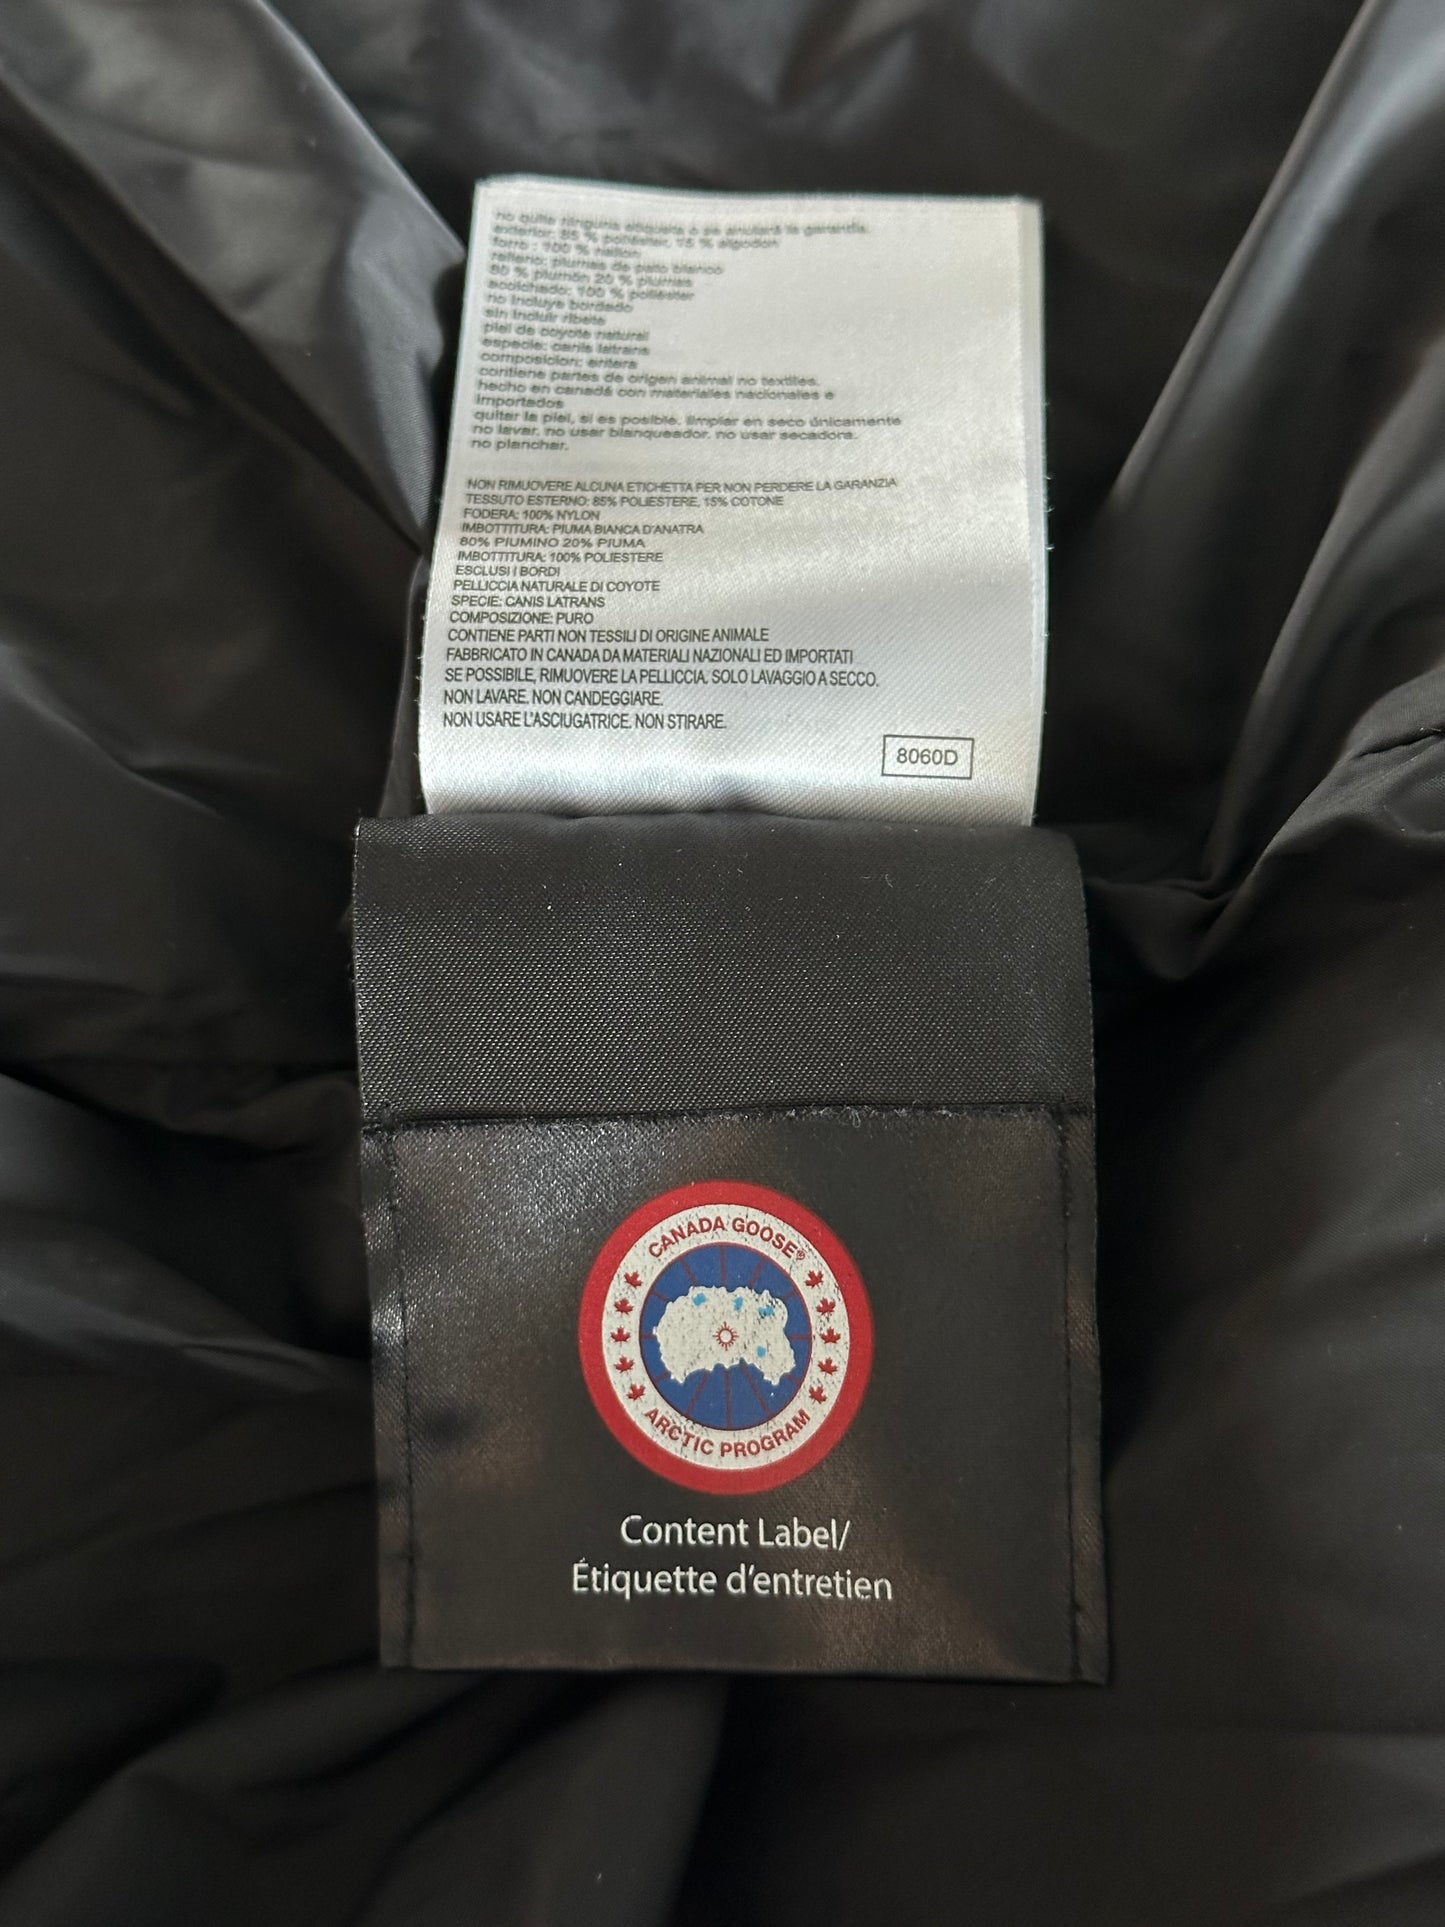 no quite ninguna etiqueta o se anulará la garantía.
exterior: 85 % poliéster, 15 % algodon
forro : 100 % nailon
relleno: plumas de pato blanco
80 % plumón 20 % plumas
acolchado: 100 % poliéster
no incluye bordado
sin incluir ribete
piel de coyote natural
especie: canis latrans
composicion: entera
contiene partes de origen animal no textiles.
hecho en canadá con materiales nacionales e
importados
quitar la piel, si es posible. limpiar en seco únicamente
no lavar. no usar blanqueador. no usar secadora.
no planchar.
NON RIMUOVERE ALCUNA ETICHETTA PER NON PERDERE LA GARANZIA
TESSUTO ESTERNO: 85% POLIESTERE, 15% COTONE
FODERA: 100% NYLON
IMBOTTITURA: PIUMA BIANCA D'ANATRA
80% PIUMINO 20% PIUMA
IMBOTTITURA: 100% POLIESTERE
ESCLUSI I BORDI
PELLICCIA NATURALE DI COYOTE
SPECIE: CANIS LATRANS
COMPOSIZIONE: PURO
CONTIENE PARTI NON TESSILI DI ORIGINE ANIMALE
FABBRICATO IN CANADA DA MATERIALI NAZIONALI ED IMPORTATI
SE POSSIBILE, RIMUOVERE LA PELLICCIA. SOLO LAVAGGIO A SECCO.
NON LAVARE. NON CANDEGGIARE.
NON USARE L'ASCIUGATRICE. NON STIRARE.
8060D
CANADA GOOSE®
ARCTIC PROGRAM
Content Label/
Étiquette d'entretien